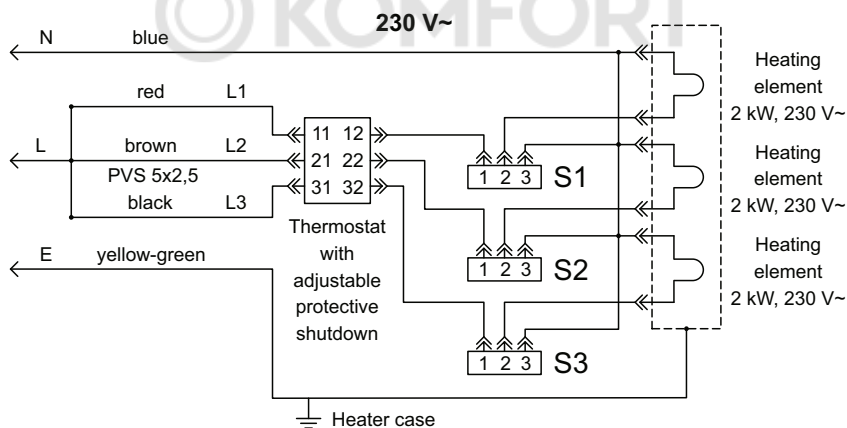 KOMFORT
230 V~
N blue
red L1
L brown L2
PVS 5x2,5
black L3
E yellow-green
11 12
21 22
31 32
Thermostat
with
adjustable
protective
shutdown
1 2 3 S1
1 2 3 S2
1 2 3 S3
Heating
element
2 kW, 230 V~
Heating
element
2 kW, 230 V~
Heating
element
2 kW, 230 V~
Heater case